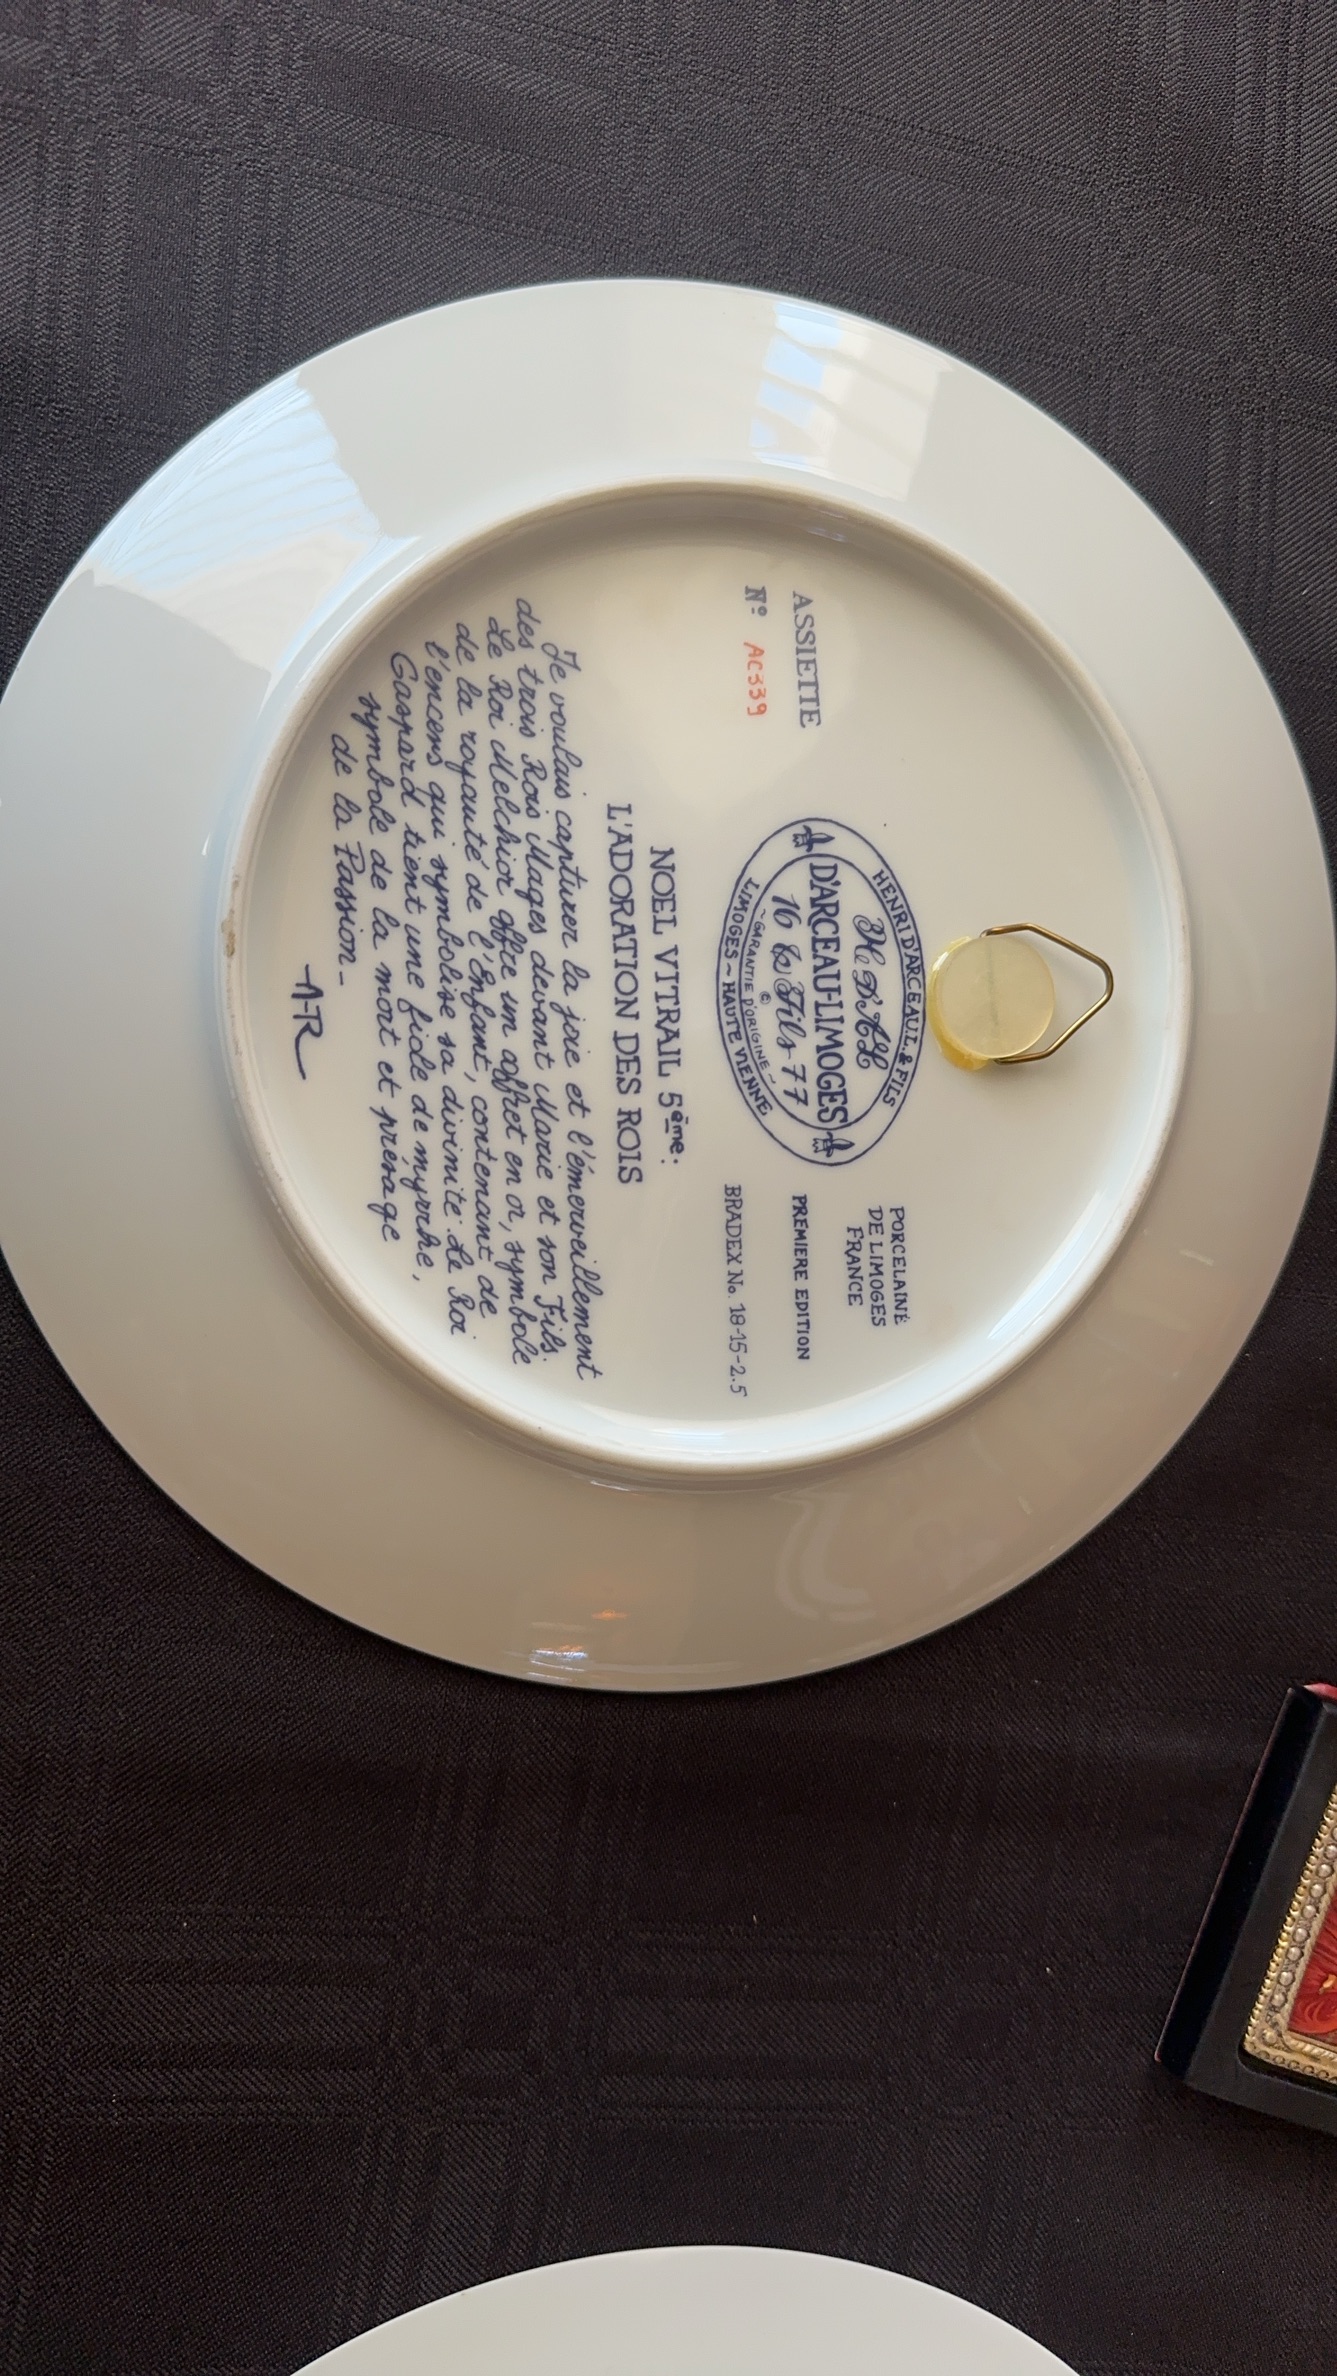 PORCELAINE
DE LIMOGES
FRANCE
HENRI D'ARCEAU.L. & FILS
He D'AL
D'ARCEAU-LIMOGES
16 & Fils 77
~ GARANTIE D'ORIGINE ~
©
LIMOGES ~ HAUTE VIENNE
ASSIETTE
Nº AC339
PREMIERE EDITION
BRADEX No. 18-15-2.5
NOEL VITRAIL 5ème:
L'ADORATION DES ROIS
Je voulais capturer la joie et l'émerveillement
des trois Rois Mages devant Marie et son Fils.
Le Roi Melchior offre un coffret en or, symbole
de la royauté de l'Enfant, contenant de
l'encens qui symbolise sa divinité. Le Roi
Gaspard tient une fiole de myrrhe,
symbole de la mort et présage
de la Passion-
A-R